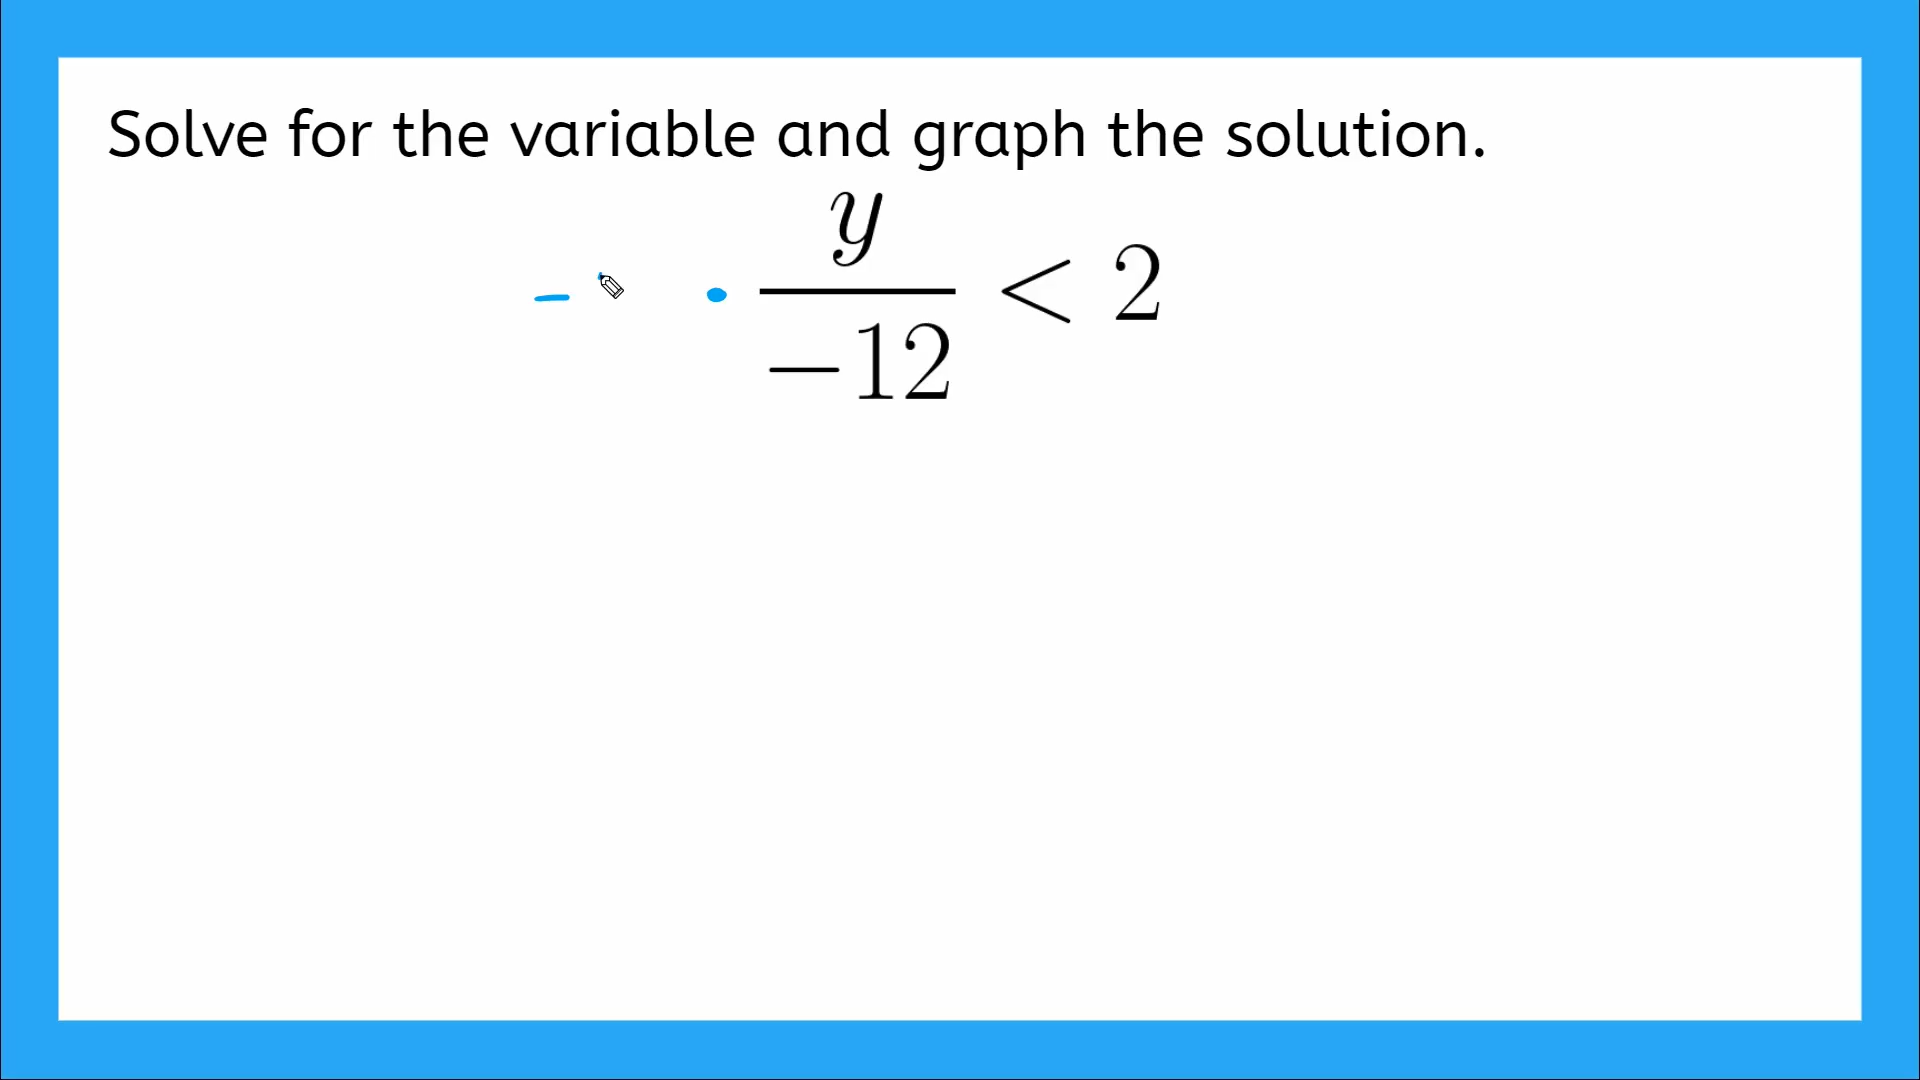 Solve for the variable and graph the solution.
- · y/-12 < 2